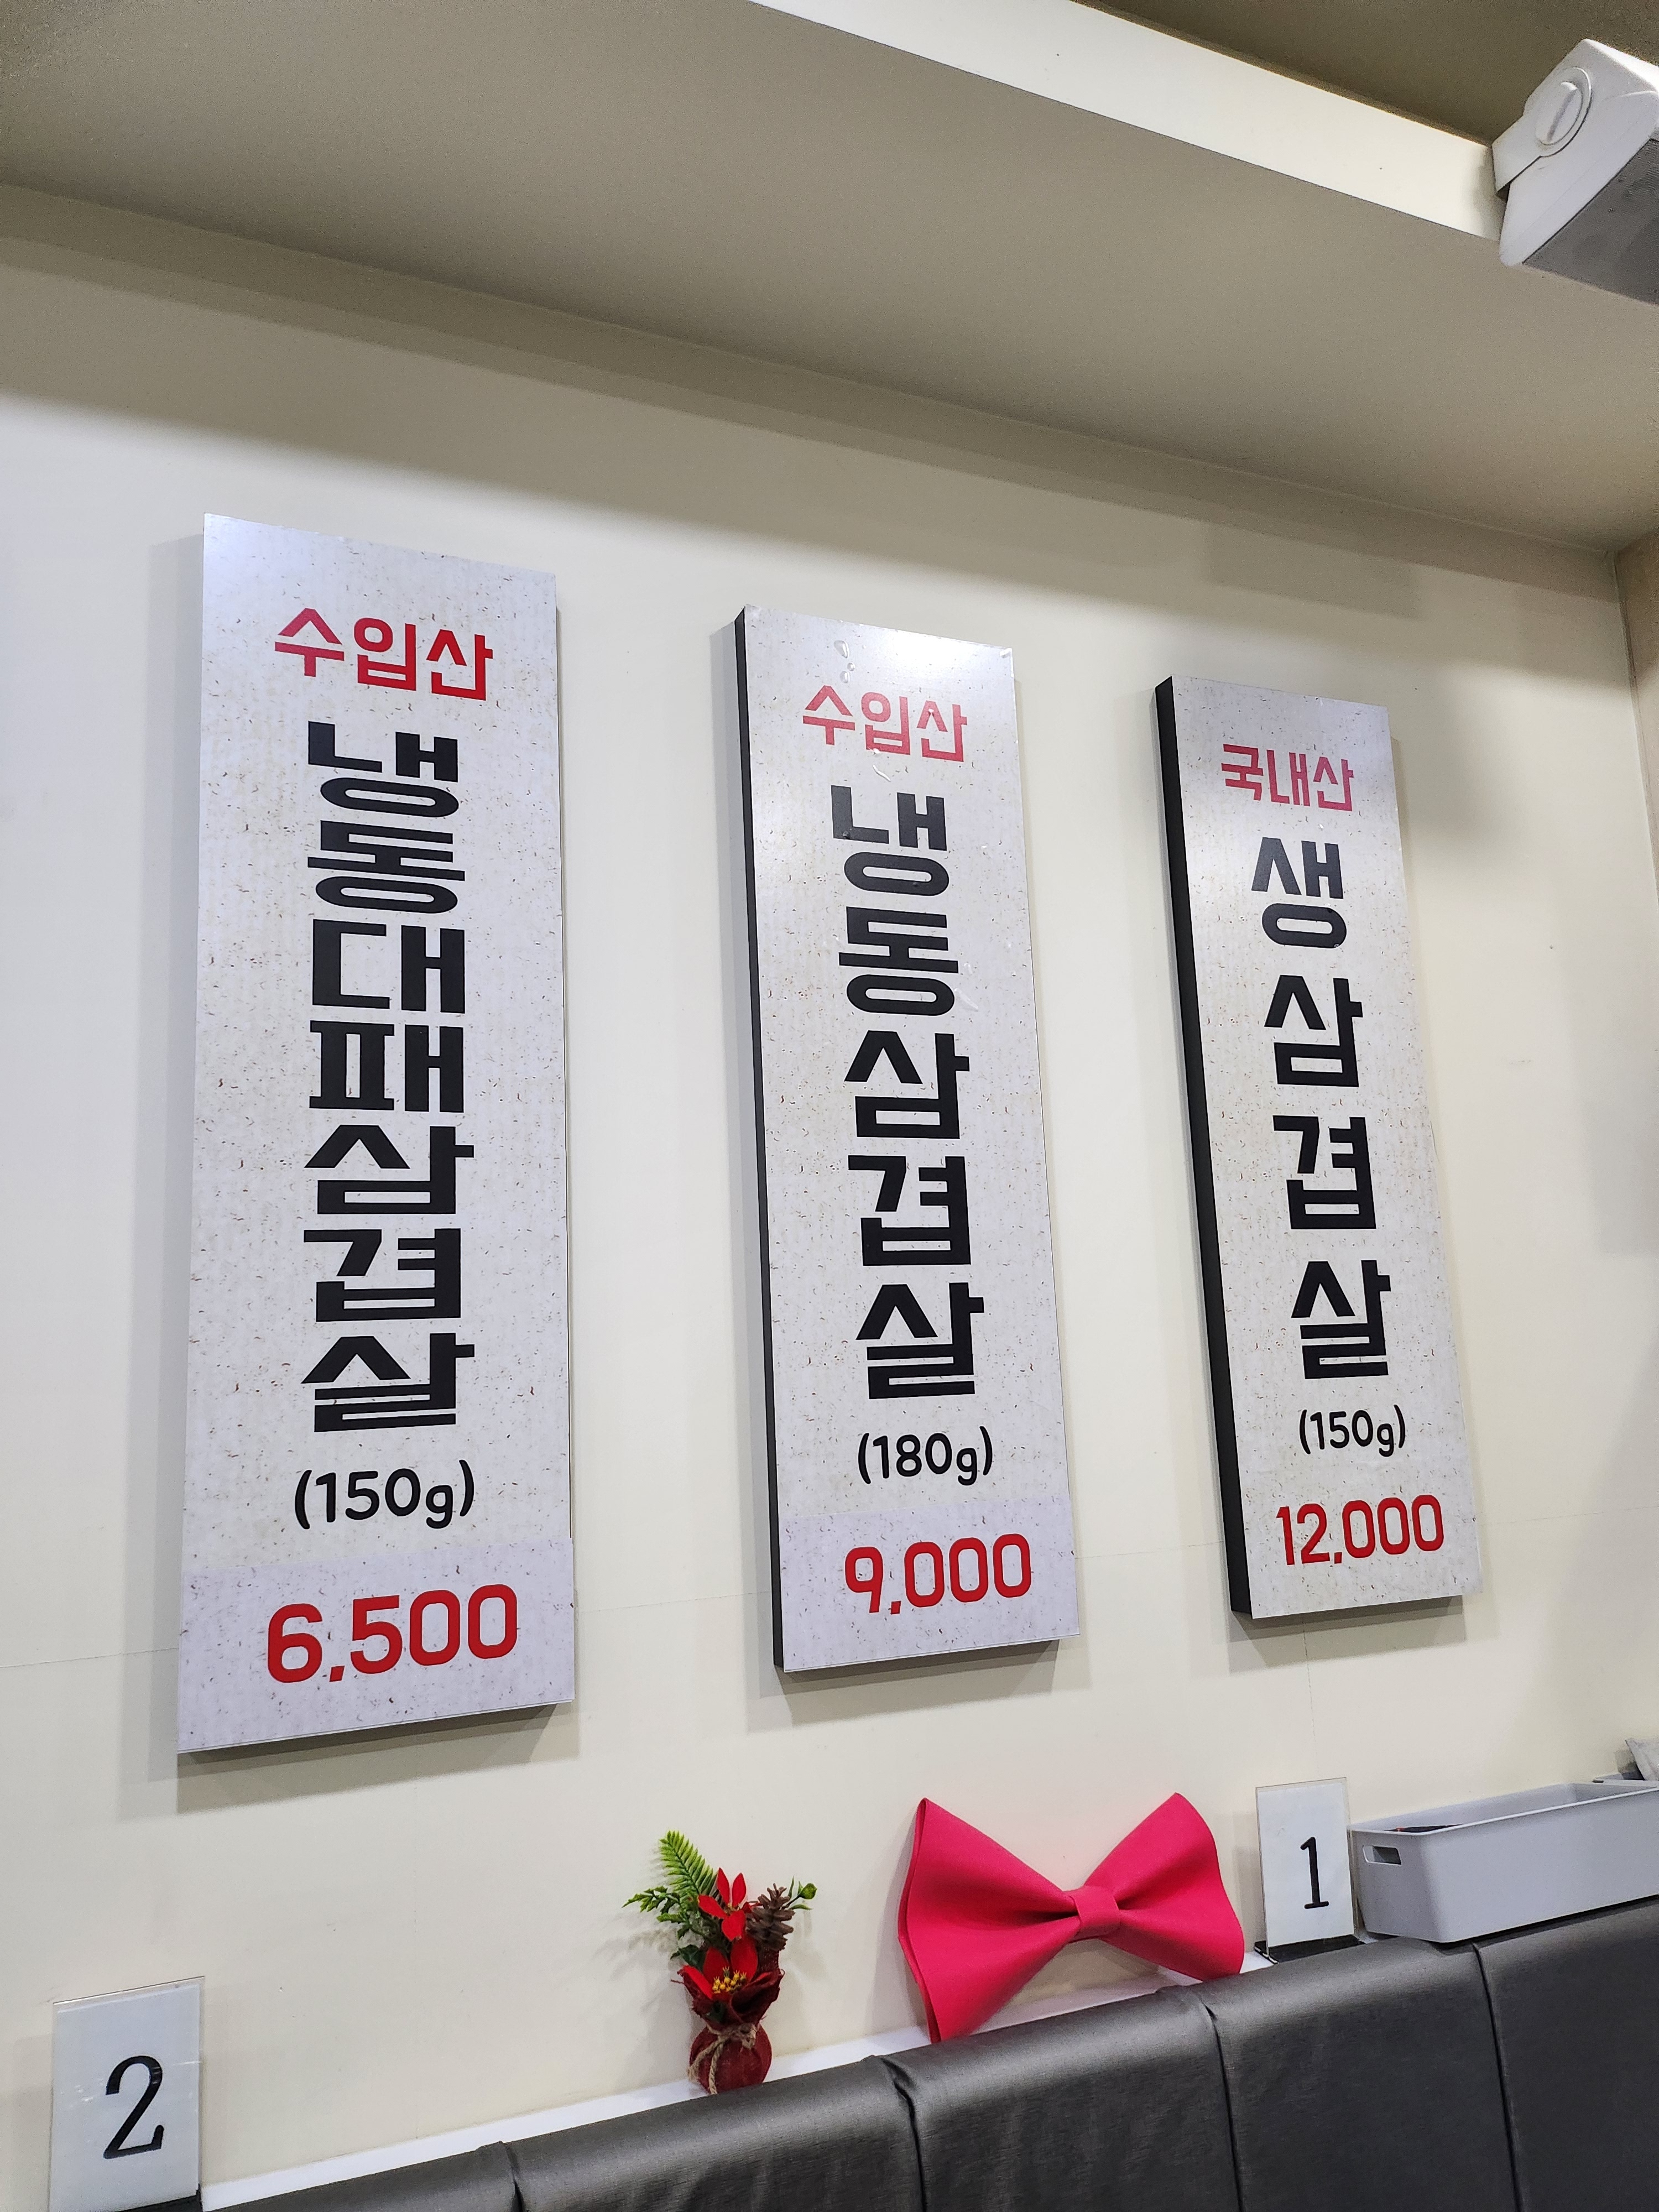 수입산
냉동대패삼겹살
(150g)
6,500
수입산
냉동삼겹살
(180g)
9,000
국내산
생삼겹살
(150g)
12,000
1
2